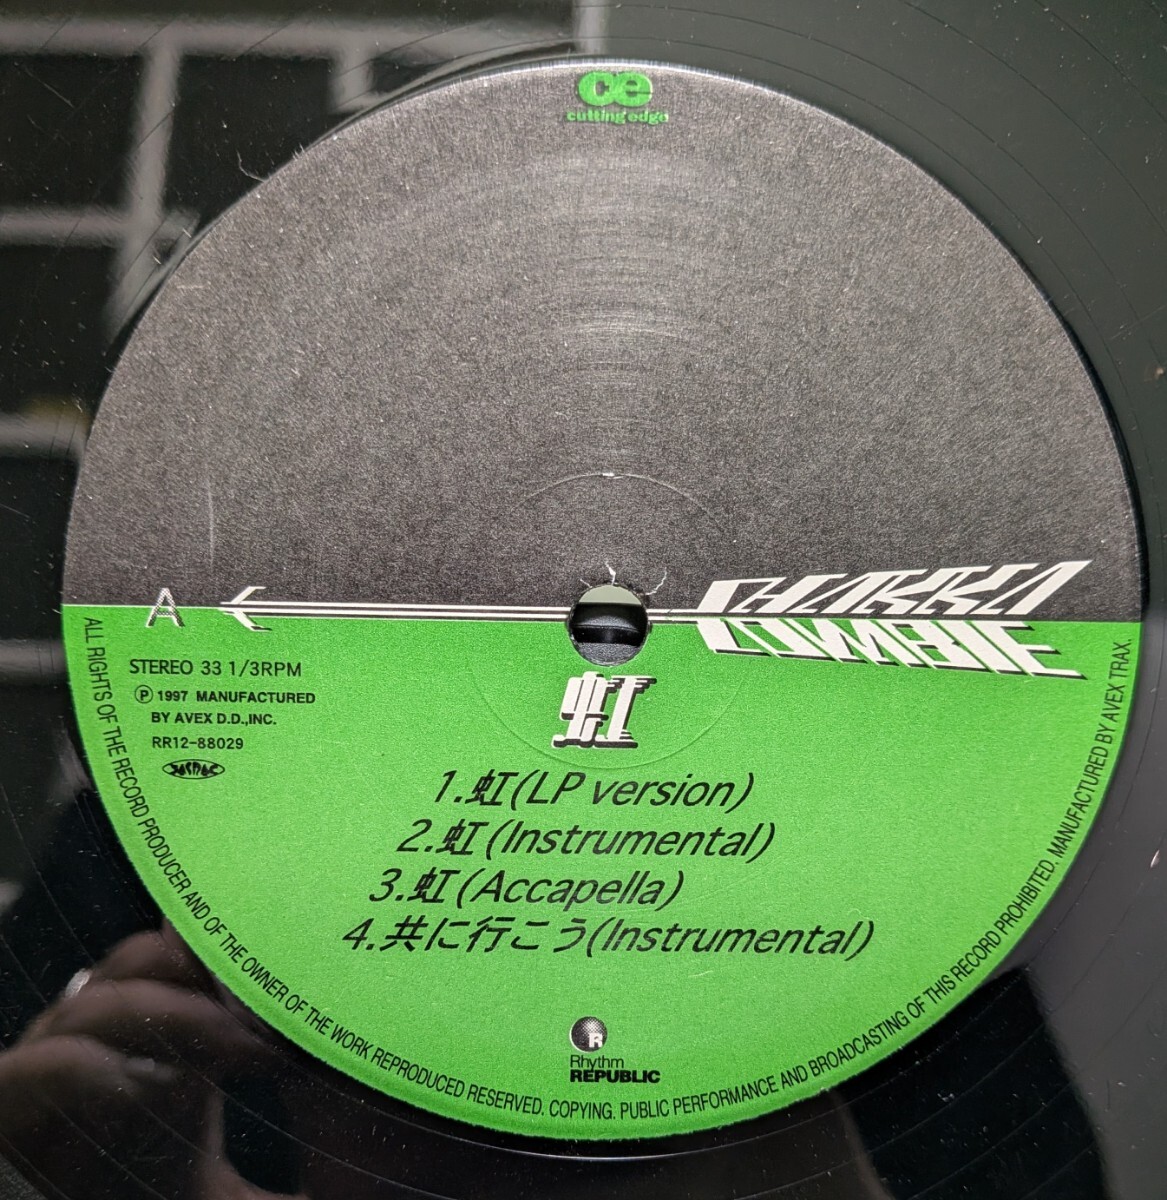 ce
cutting edge
A
SHAKKA
ZOMBIE
STEREO 33 1/3RPM
Ⓟ 1997 MANUFACTURED
BY AVEX D.D.,INC.
RR12-88029
JASRAC
虹
1.虹(LP version)
2.虹(Instrumental)
3.虹(Accapella)
4.共に行こう(Instrumental)
R
Rhythm
REPUBLIC
ALL RIGHTS OF THE RECORD PRODUCER AND OF THE OWNER OF THE WORK REPRODUCED RESERVED. COPYING. PUBLIC PERFORMANCE AND BROADCASTING OF THIS RECORD PROHIBITED. MANUFACTURED BY AVEX TRAX.